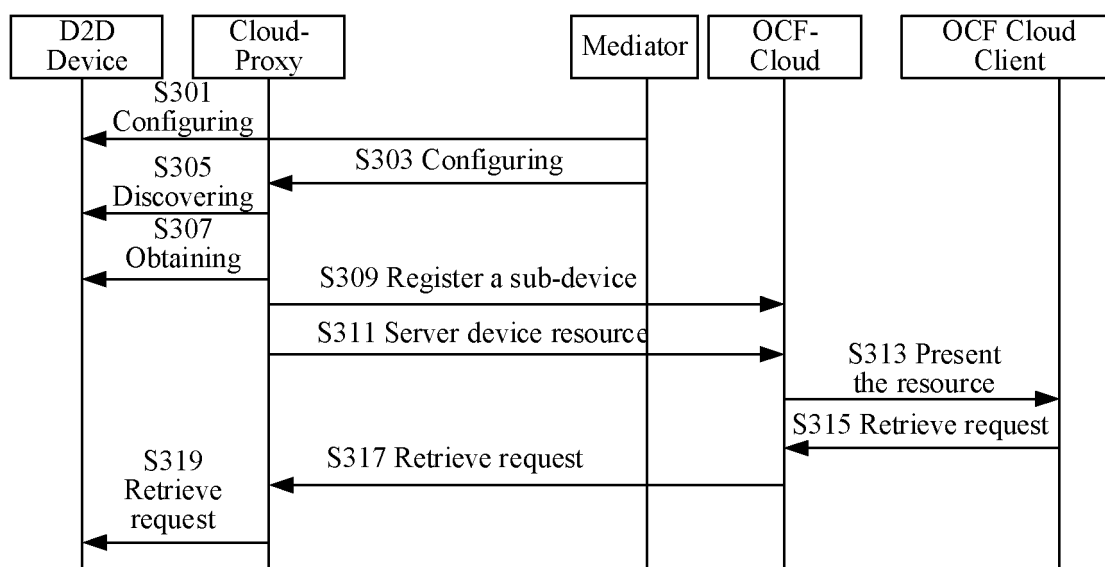 D2D
Device
Cloud-
Proxy
Mediator
OCF-
Cloud
OCF Cloud
Client
S301
Configuring
S303 Configuring
S305
Discovering
S307
Obtaining
S309 Register a sub-device
S311 Server device resource
S313 Present
the resource
S315 Retrieve request
S317 Retrieve request
S319
Retrieve
request